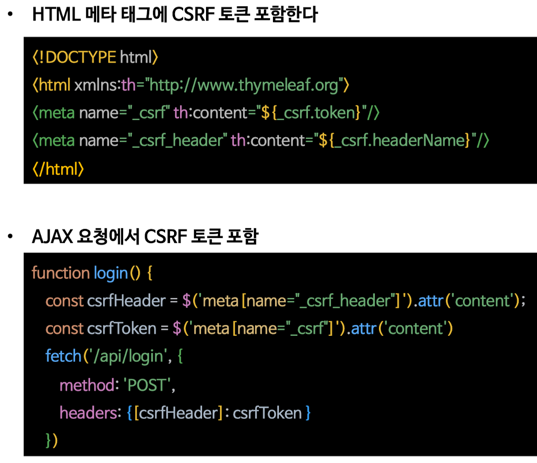 • HTML 메타 태그에 CSRF 토큰 포함한다
<!DOCTYPE html>
<html xmlns:th="http://www.thymeleaf.org">
<meta name="_csrf" th:content="${_csrf.token}"/>
<meta name="_csrf_header" th:content="${_csrf.headerName}"/>
</html>
• AJAX 요청에서 CSRF 토큰 포함
function login() {
const csrfHeader = $('meta[name="_csrf_header"]').attr('content');
const csrfToken = $('meta[name="_csrf"]').attr('content')
fetch('/api/login', {
method: 'POST',
headers: {[csrfHeader]: csrfToken }
})